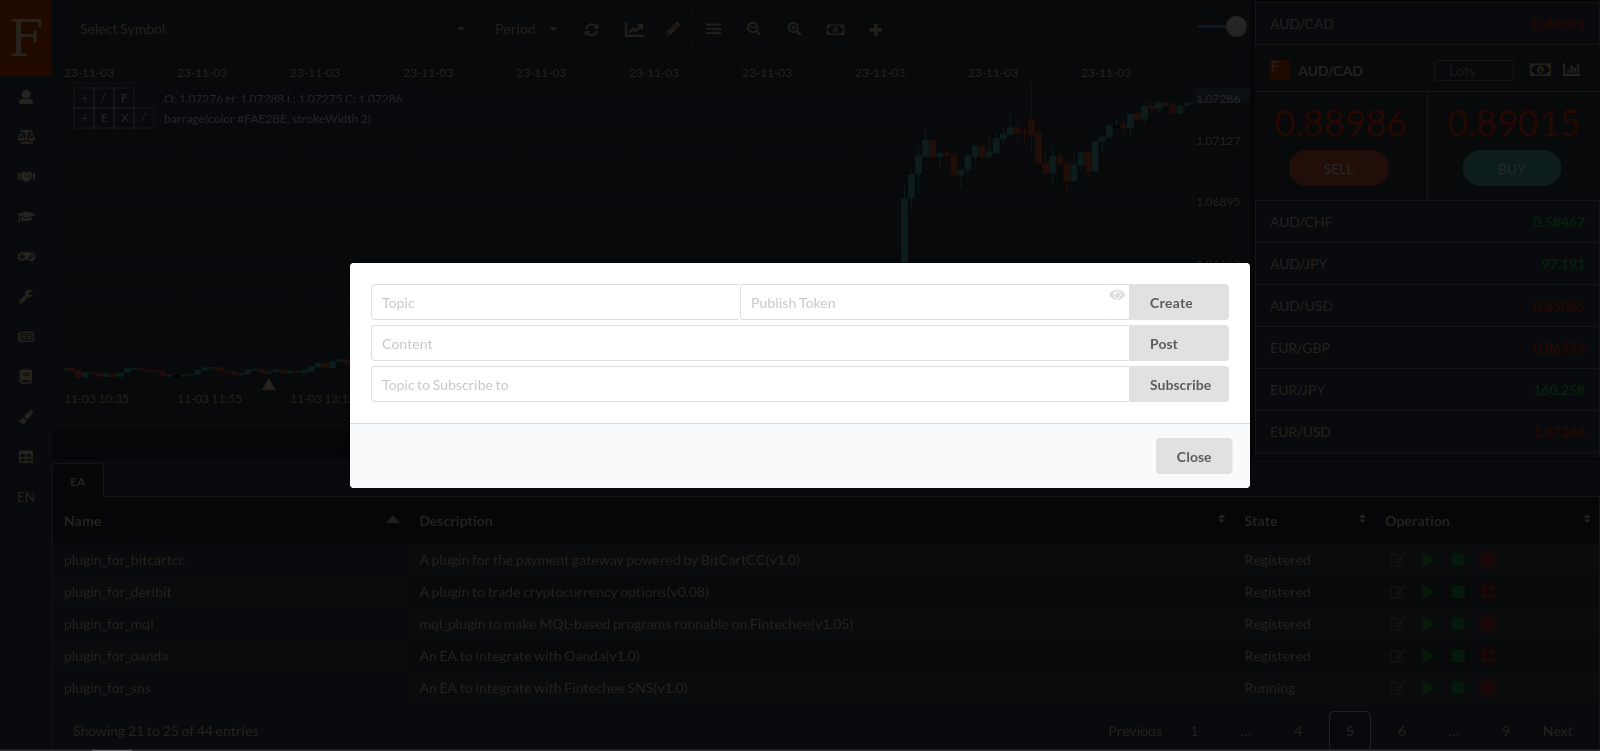 F
Select Symbol
Period
23-11-03 23-11-03 23-11-03 23-11-03 23-11-03 23-11-03 23-11-03 23-11-03 23-11-03 23-11-03
+ / F O: 1.07276 H: 1.07288 L: 1.07275 C: 1.07286
+ E X / barrage(color #FAE2BE, strokeWidth 2)
1.07286
1.07127
1.06895
11-03 10:35 11-03 11:55
AUD/CAD 0.89001
F AUD/CAD Lots
0.88986 0.89015
SELL BUY
AUD/CHF 0.58467
AUD/JPY 97.191
AUD/USD 0.65065
EUR/GBP 0.86753
EUR/JPY 160.258
EUR/USD 1.07286
Topic Publish Token Create
Content Post
Topic to Subscribe to Subscribe
Close
EN
EA
Name Description State Operation
plugin_for_bitcartcc A plugin for the payment gateway powered by BitCartCC(v1.0) Registered
plugin_for_deribit A plugin to trade cryptocurrency options(v0.08) Registered
plugin_for_mql mql_plugin to make MQL-based programs runnable on Fintechee(v1.05) Registered
plugin_for_oanda An EA to integrate with Oanda(v1.0) Registered
plugin_for_sns An EA to integrate with Fintechee SNS(v1.0) Running
Showing 21 to 25 of 44 entries Previous 1 ... 4 5 6 ... 9 Next